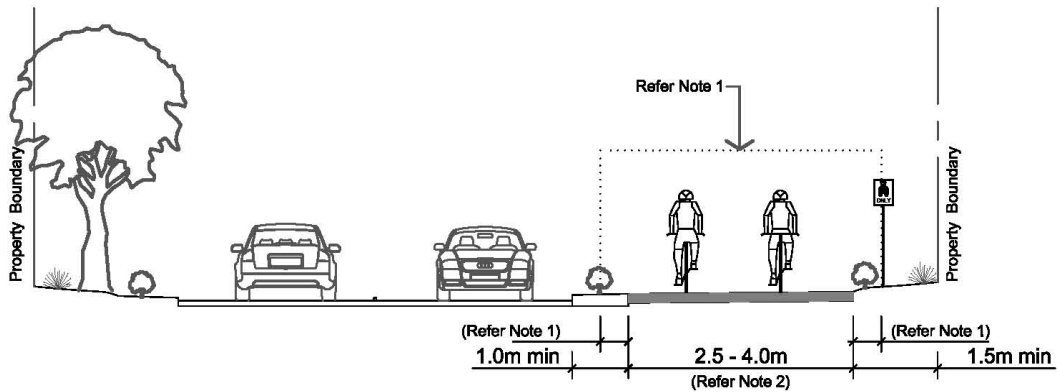 Refer Note 1
Property Boundary
ONLY
Property Boundary
(Refer Note 1)
(Refer Note 1)
1.0m min
2.5 - 4.0m
1.5m min
(Refer Note 2)